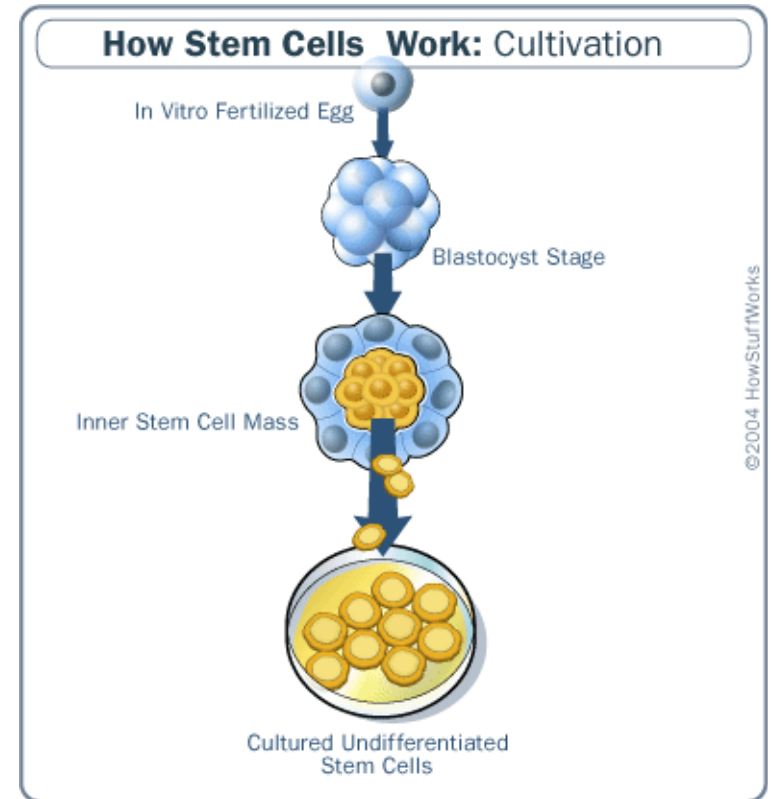 How Stem Cells Work: Cultivation
In Vitro Fertilized Egg
Blastocyst Stage
Inner Stem Cell Mass
Cultured Undifferentiated
Stem Cells
©2004 HowStuffWorks